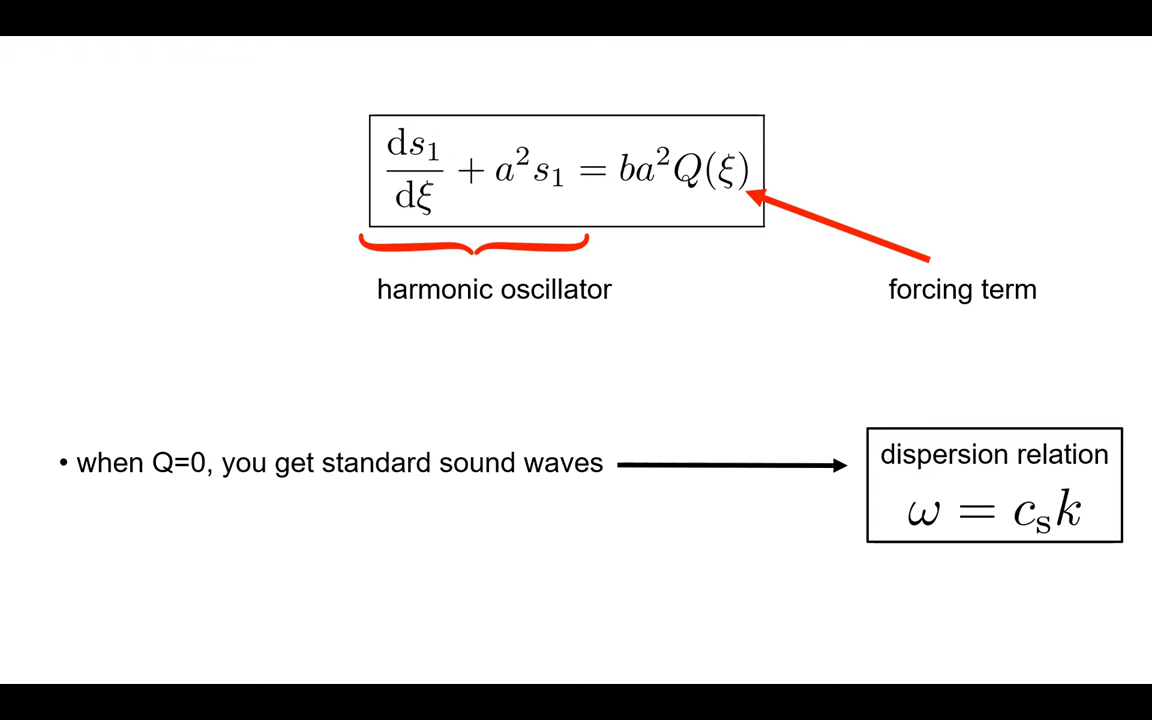 ds₁/dξ + a²s₁ = ba²Q(ξ)
harmonic oscillator
forcing term
• when Q=0, you get standard sound waves
dispersion relation
ω = cₛk